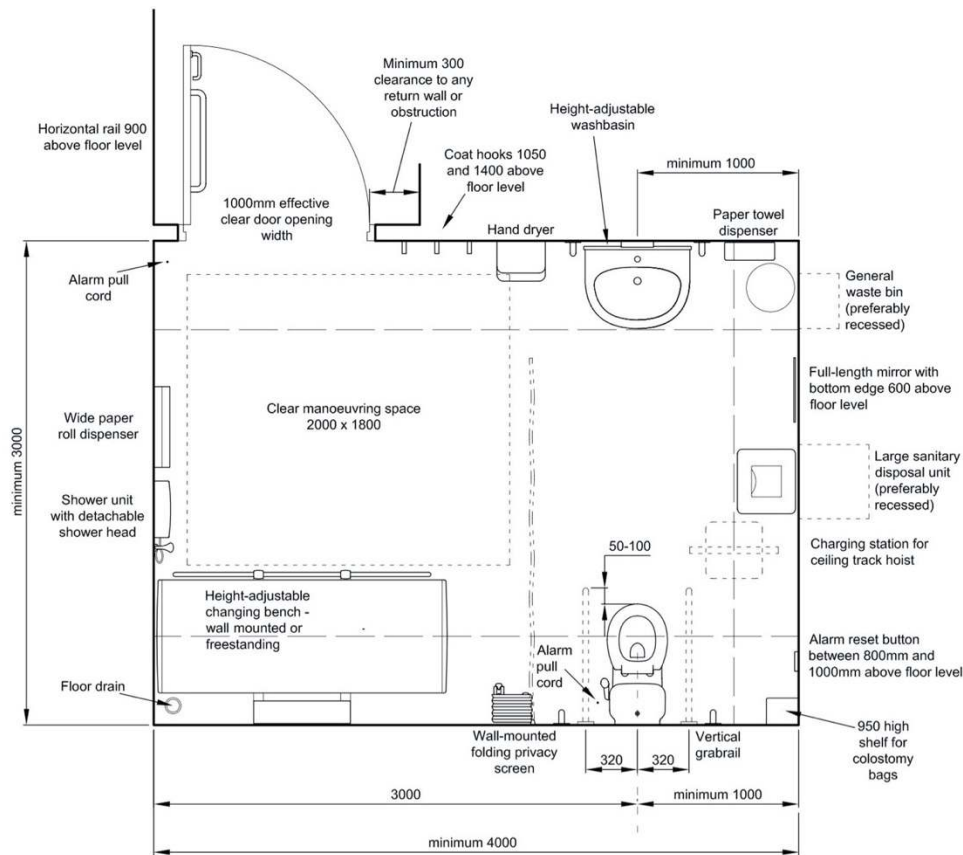 Minimum 300
clearance to any
return wall or
obstruction
Horizontal rail 900
above floor level
Height-adjustable
washbasin
Coat hooks 1050
and 1400 above
floor level
minimum 1000
1000mm effective
clear door opening
width
Hand dryer
Paper towel
dispenser
Alarm pull
cord
General
waste bin
(preferably
recessed)
minimum 3000
Clear manoeuvring space
2000 x 1800
Full-length mirror with
bottom edge 600 above
floor level
Wide paper
roll dispenser
Large sanitary
disposal unit
(preferably
recessed)
Shower unit
with detachable
shower head
50-100
Charging station for
ceiling track hoist
Height-adjustable
changing bench -
wall mounted or
freestanding
Alarm
pull
cord
Alarm reset button
between 800mm and
1000mm above floor level
Floor drain
Wall-mounted
folding privacy
screen
Vertical
grabrail
950 high
shelf for
colostomy
bags
320
320
3000
minimum 1000
minimum 4000